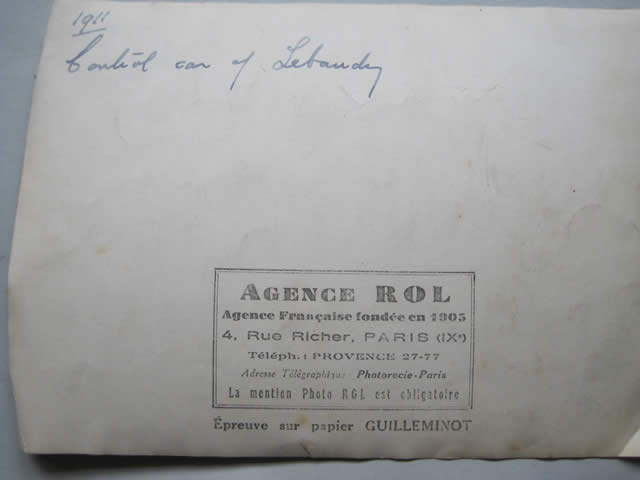 1911
Control car of Lebaudy
AGENCE ROL
Agence Française fondée en 1905
4, Rue Richer, PARIS (IXe)
Téléph.: PROVENCE 27-77
Adresse Télégraphique Photorocie-Paris
La mention Photo ROL est obligatoire
Épreuve sur papier GUILLEMINOT